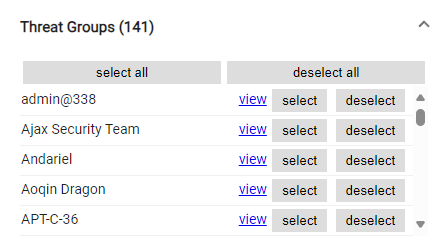 Threat Groups (141)
select all deselect all
admin@338 view select deselect
Ajax Security Team view select deselect
Andariel view select deselect
Aoqin Dragon view select deselect
APT-C-36 view select deselect